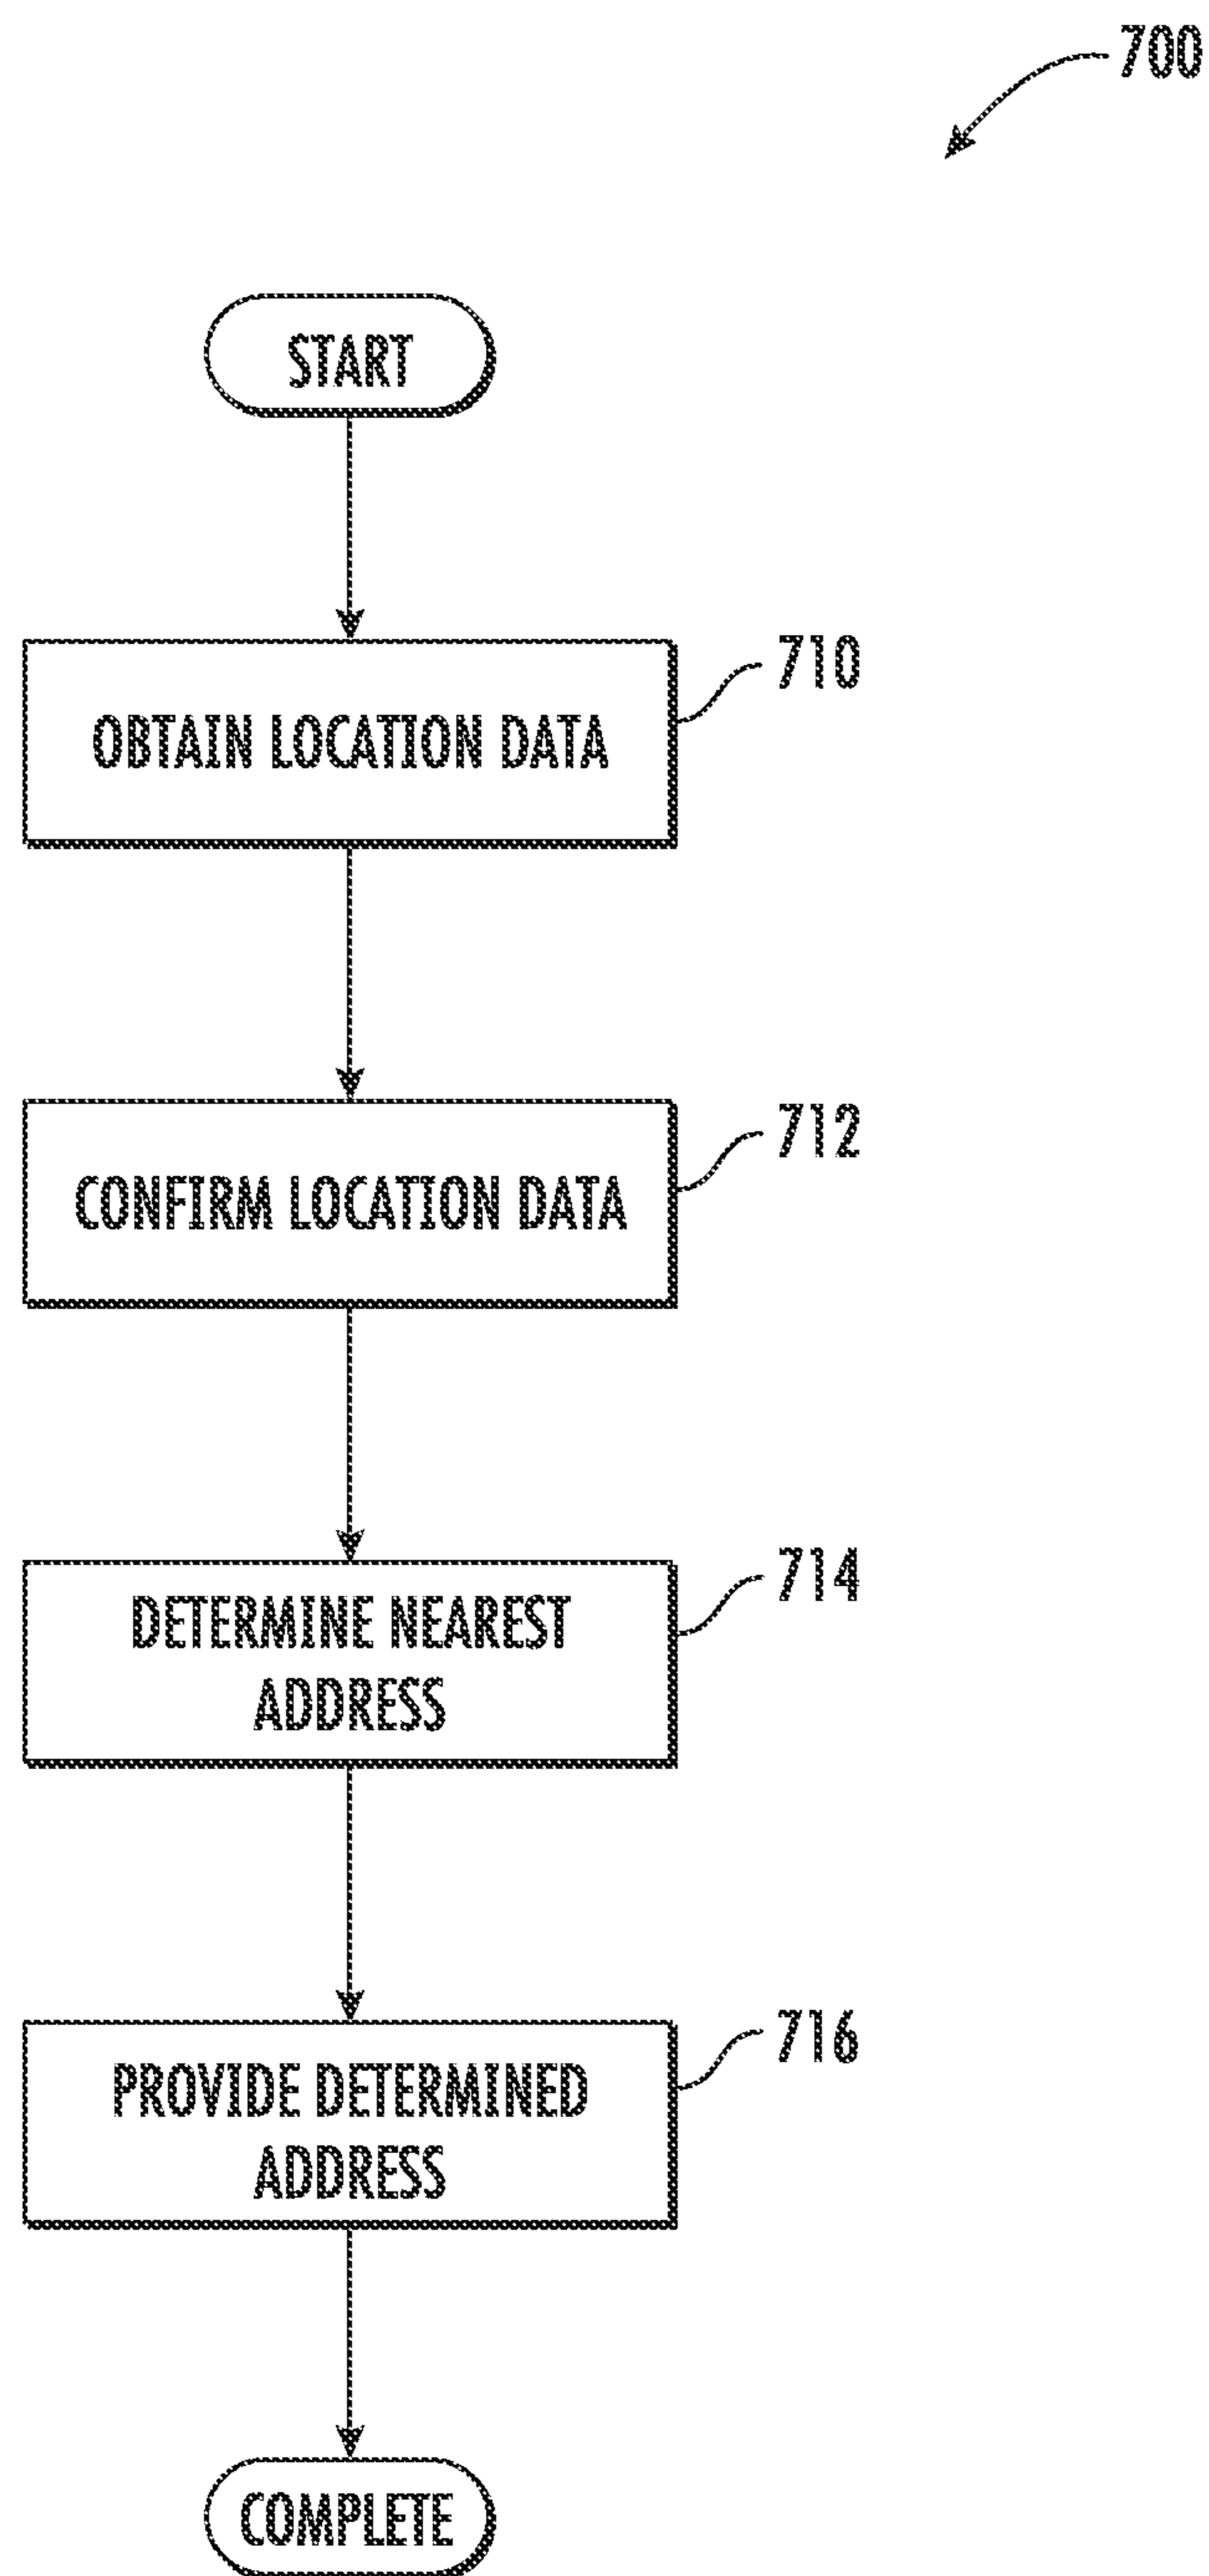 700
START
710
OBTAIN LOCATION DATA
712
CONFIRM LOCATION DATA
714
DETERMINE NEAREST
ADDRESS
716
PROVIDE DETERMINED
ADDRESS
COMPLETE